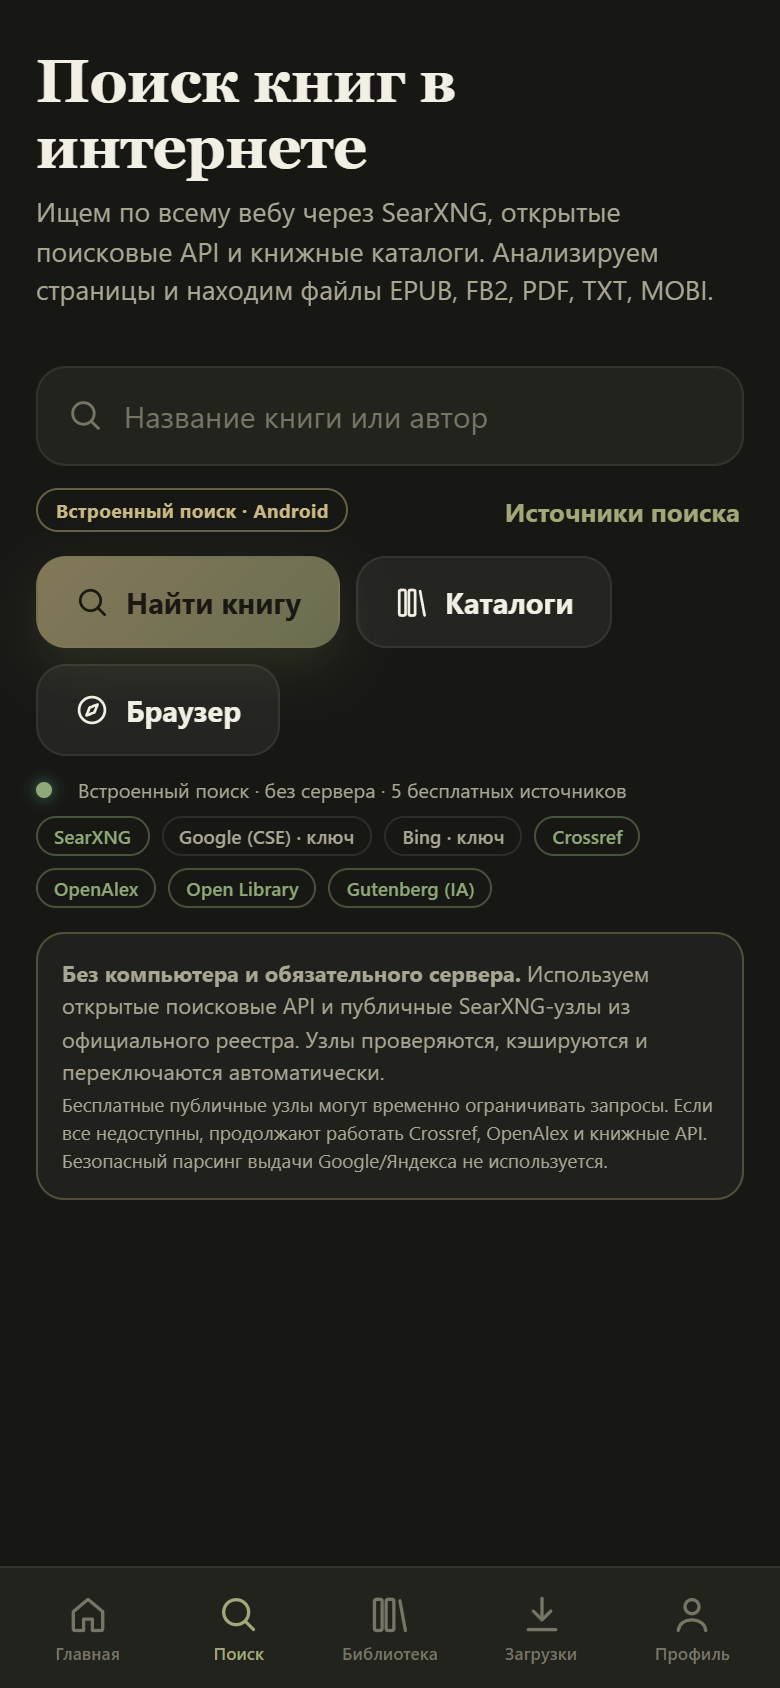 Поиск книг в
интернете
Ищем по всему вебу через SearXNG, открытые
поисковые API и книжные каталоги. Анализируем
страницы и находим файлы EPUB, FB2, PDF, TXT, MOBI.
Название книги или автор
Встроенный поиск · Android
Источники поиска
Найти книгу
Каталоги
Браузер
Встроенный поиск · без сервера · 5 бесплатных источников
SearXNG
Google (CSE) · ключ
Bing · ключ
Crossref
OpenAlex
Open Library
Gutenberg (IA)
Без компьютера и обязательного сервера. Используем
открытые поисковые API и публичные SearXNG-узлы из
официального реестра. Узлы проверяются, кэшируются и
переключаются автоматически.
Бесплатные публичные узлы могут временно ограничивать запросы. Если
все недоступны, продолжают работать Crossref, OpenAlex и книжные API.
Безопасный парсинг выдачи Google/Яндекса не используется.
Главная
Поиск
Библиотека
Загрузки
Профиль